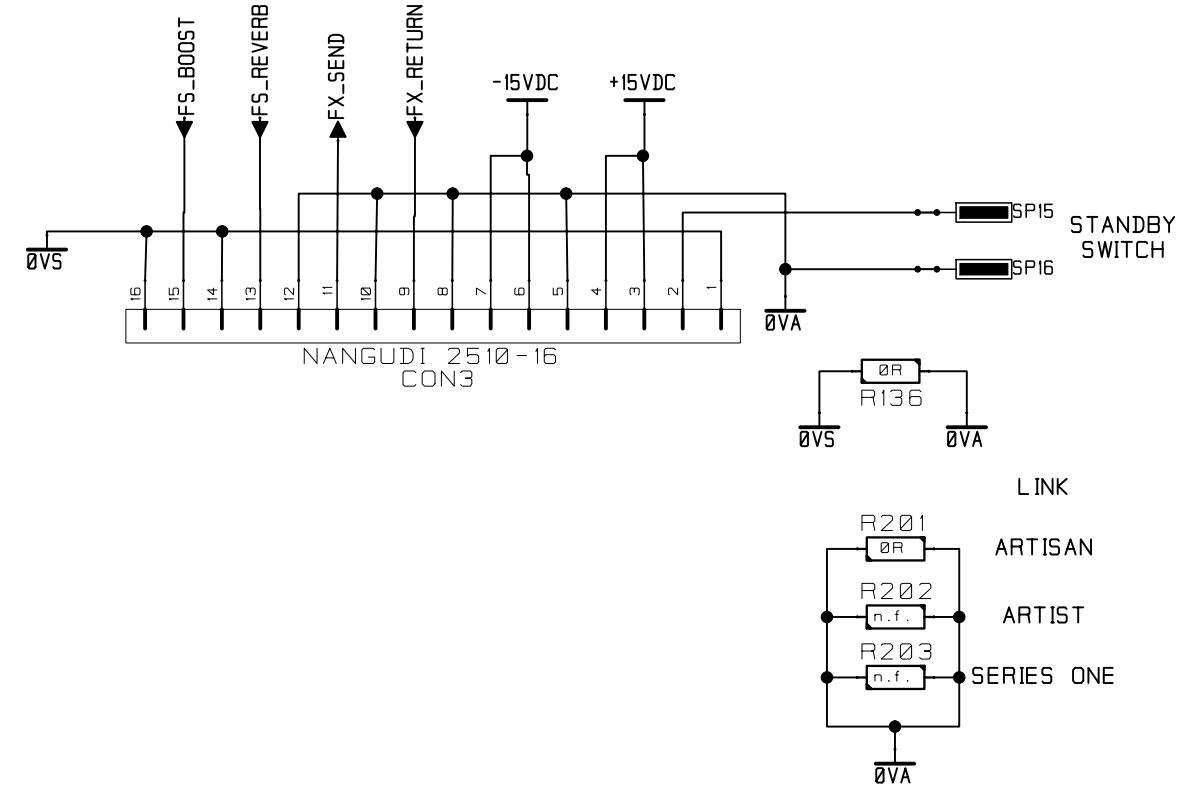 FS_BOOST
FS_REVERB
FX_SEND
FX_RETURN
-15VDC
+15VDC
SP15
STANDBY
SWITCH
SP16
0VS
0VA
16
15
14
13
12
11
10
9
8
7
6
5
4
3
2
1
NANGUDI 2510-16
CON3
0R
R136
0VS
0VA
LINK
R201
0R
ARTISAN
R202
n.f.
ARTIST
R203
n.f.
SERIES ONE
0VA